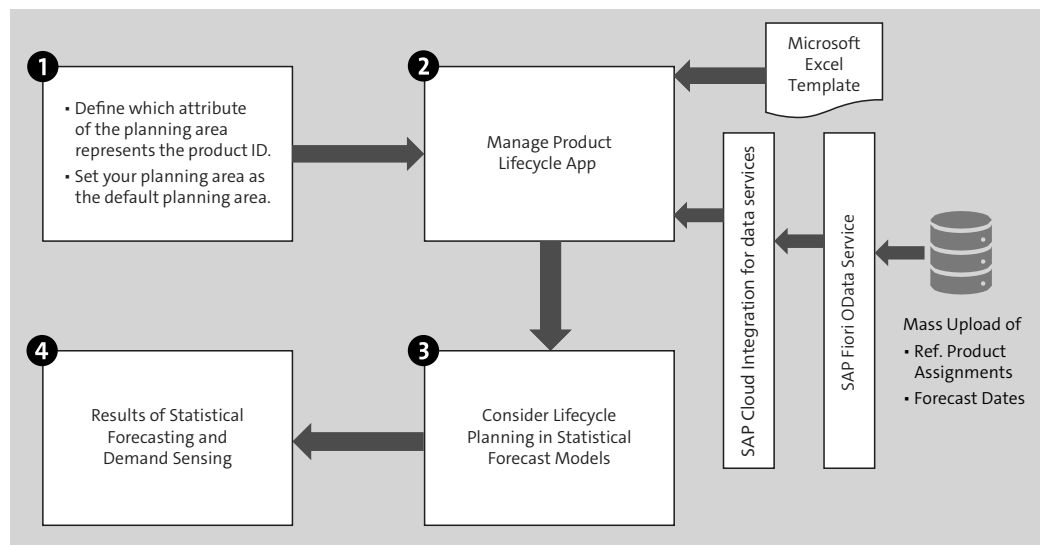 1
• Define which attribute
of the planning area
represents the product ID.
• Set your planning area as
the default planning area.
2
Manage Product
Lifecycle App
Microsoft
Excel
Template
SAP Cloud Integration for data services
SAP Fiori OData Service
Mass Upload of
• Ref. Product
Assignments
• Forecast Dates
4
Results of Statistical
Forecasting and
Demand Sensing
3
Consider Lifecycle
Planning in Statistical
Forecast Models